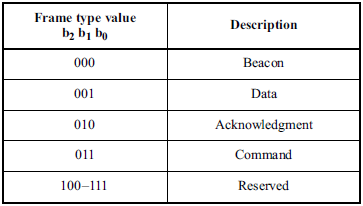 Frame type value Description
b2 b1 b0
000 Beacon
001 Data
010 Acknowledgment
011 Command
100–111 Reserved